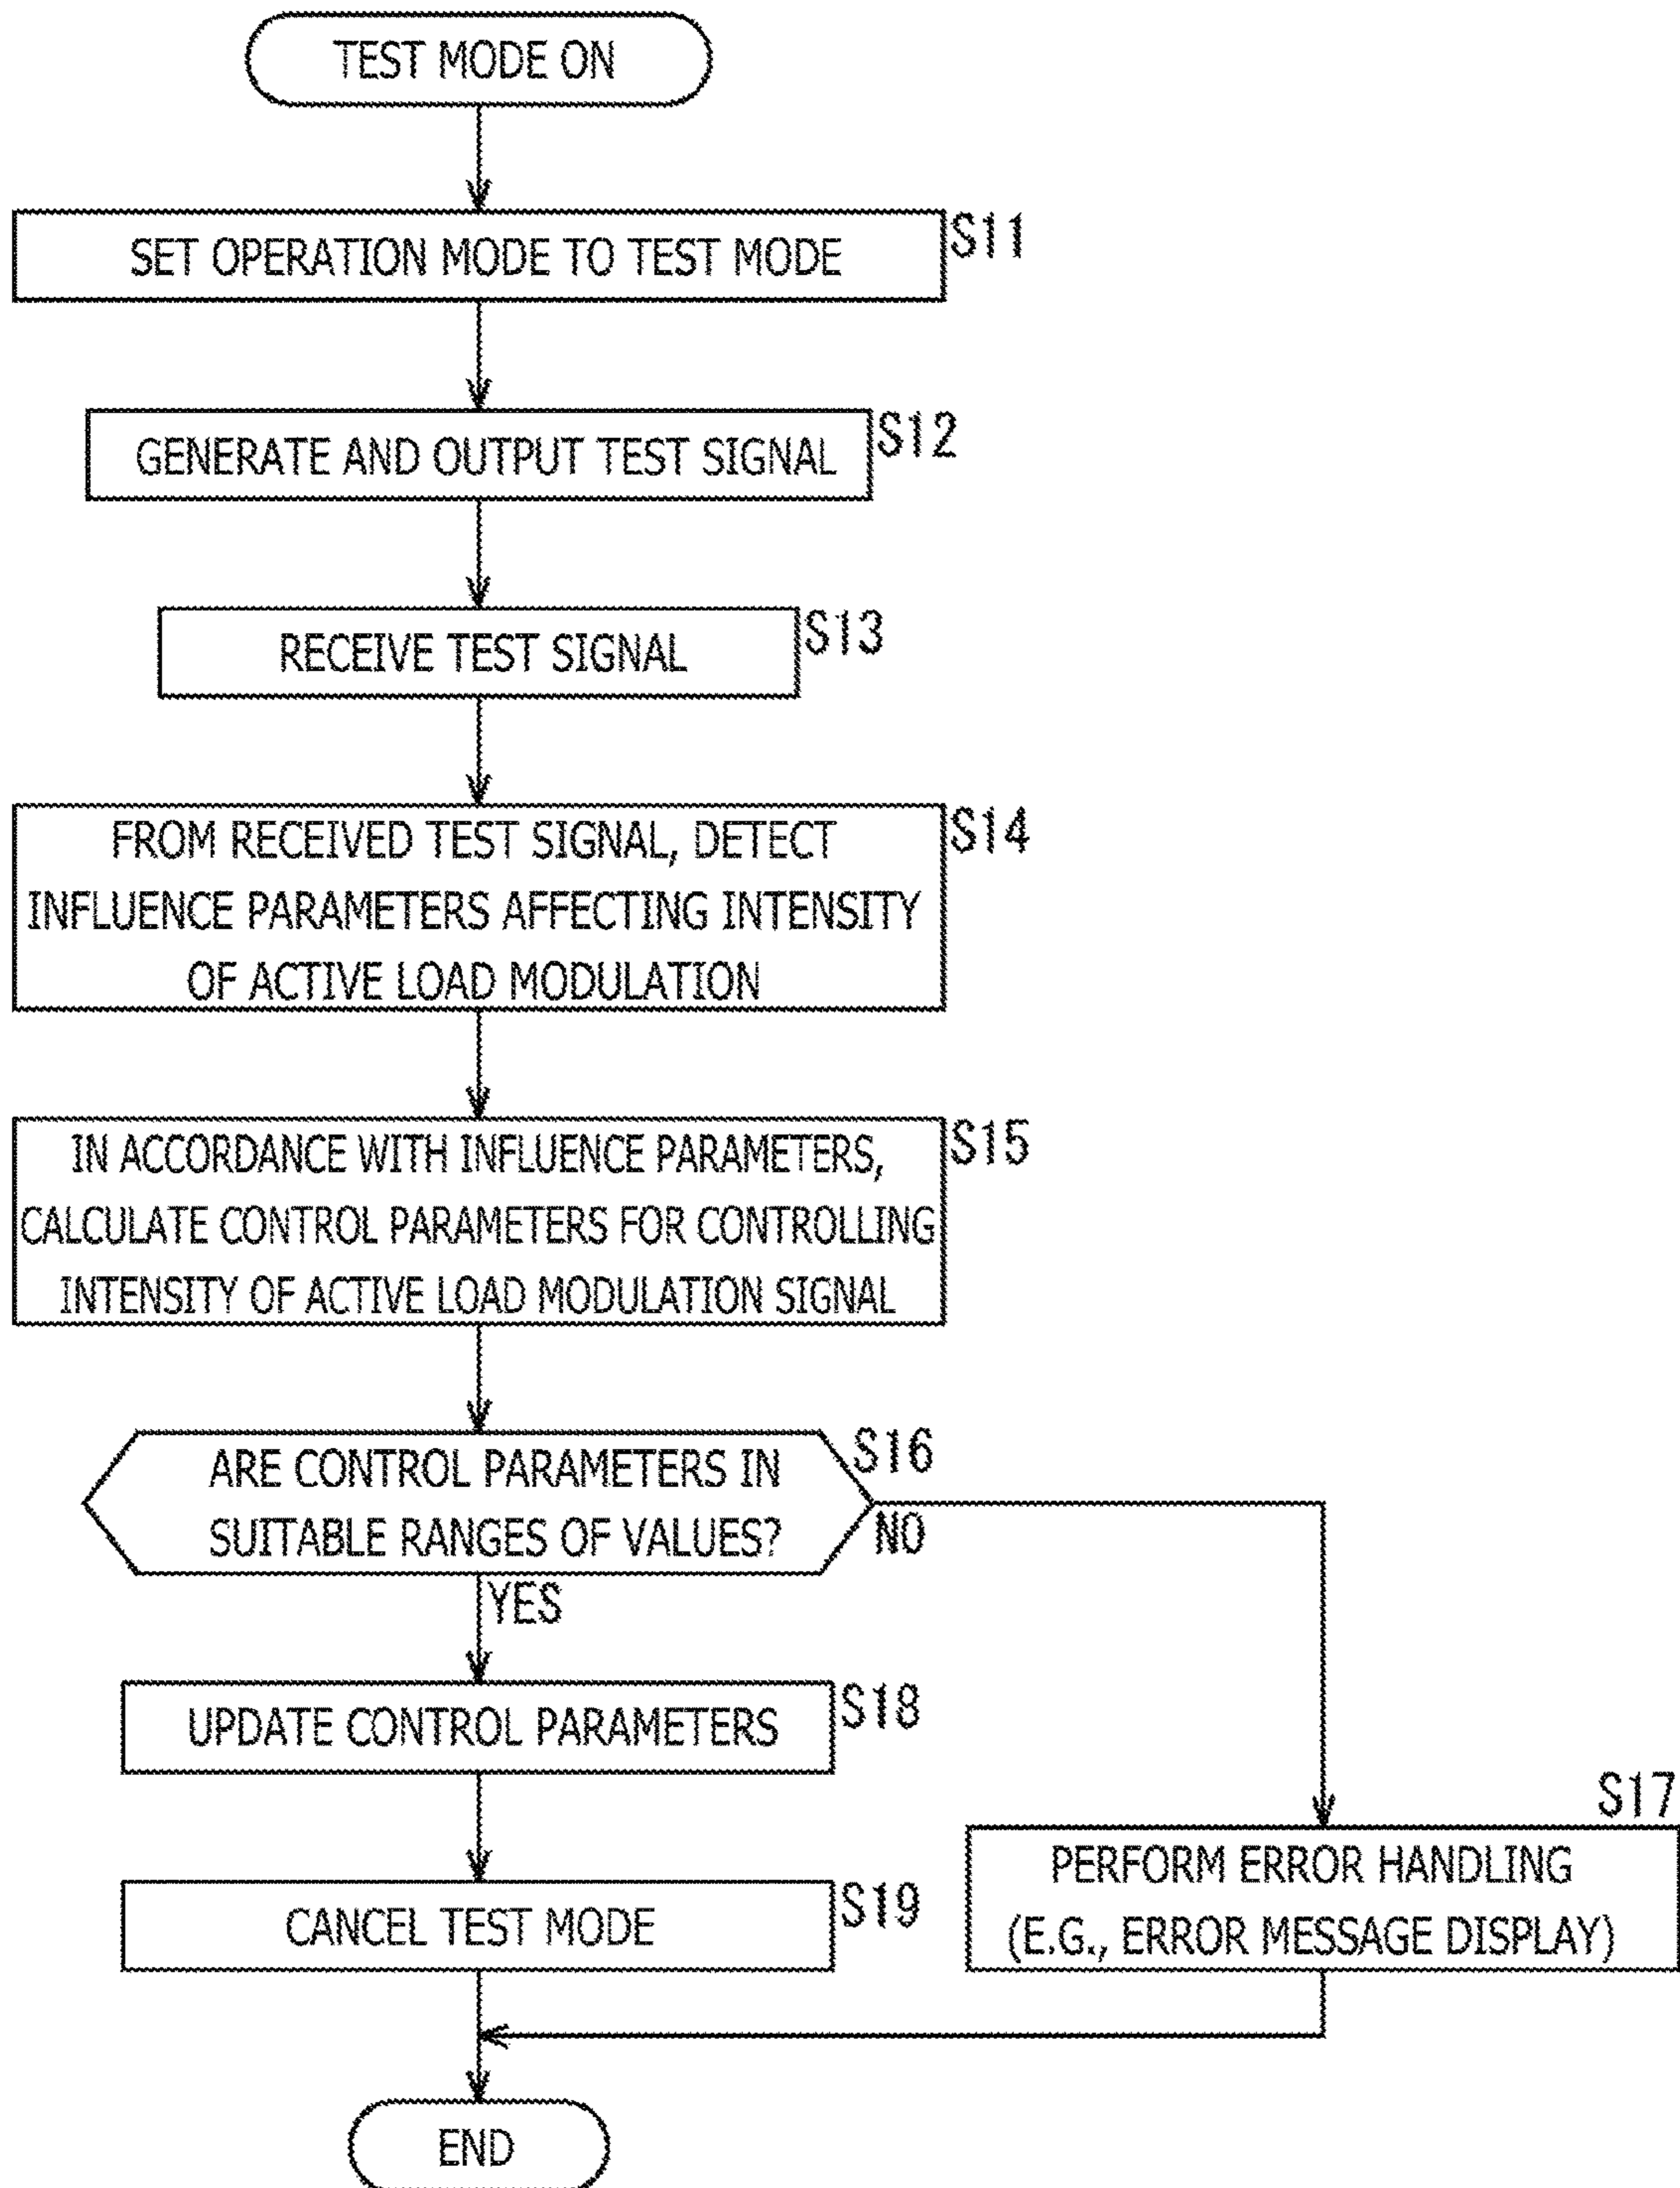 TEST MODE ON
SET OPERATION MODE TO TEST MODE
S11
GENERATE AND OUTPUT TEST SIGNAL
S12
RECEIVE TEST SIGNAL
S13
FROM RECEIVED TEST SIGNAL, DETECT
INFLUENCE PARAMETERS AFFECTING INTENSITY
OF ACTIVE LOAD MODULATION
S14
IN ACCORDANCE WITH INFLUENCE PARAMETERS,
CALCULATE CONTROL PARAMETERS FOR CONTROLLING
INTENSITY OF ACTIVE LOAD MODULATION SIGNAL
S15
ARE CONTROL PARAMETERS IN
SUITABLE RANGES OF VALUES?
S16
NO
YES
UPDATE CONTROL PARAMETERS
S18
S17
PERFORM ERROR HANDLING
(E.G., ERROR MESSAGE DISPLAY)
CANCEL TEST MODE
S19
END